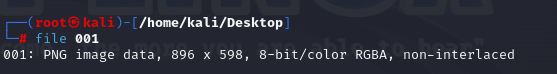 ┌──(root㉿kali)-[/home/kali/Desktop]
└─# file 001
001: PNG image data, 896 x 598, 8-bit/color RGBA, non-interlaced